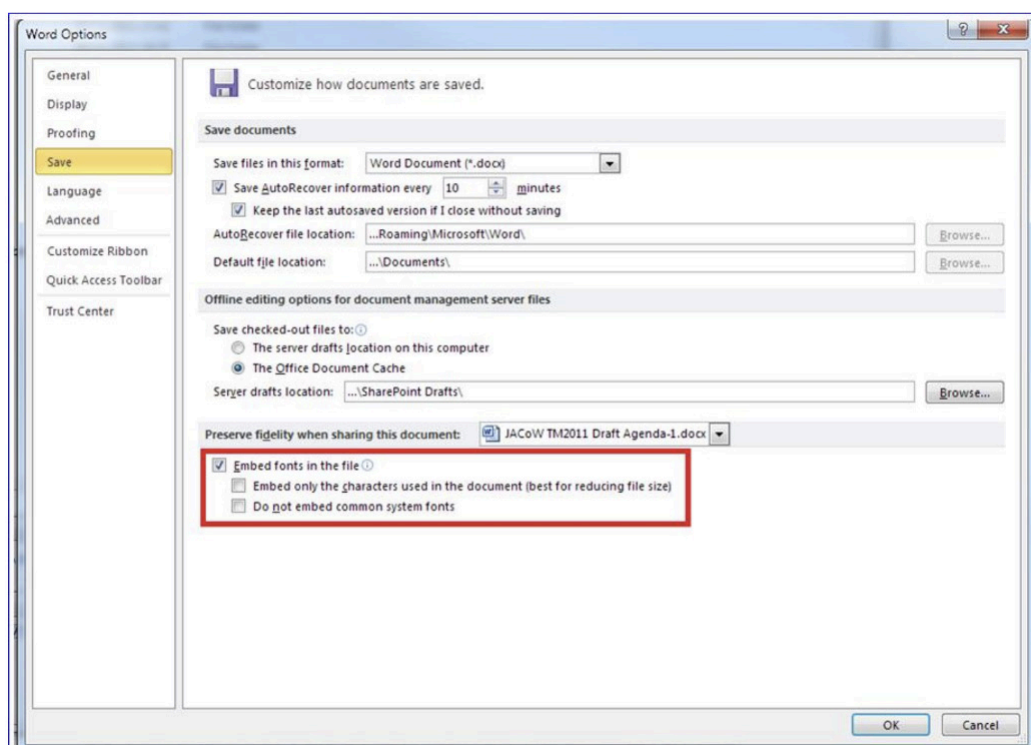 Word Options
General
Display
Proofing
Save
Language
Advanced
Customize Ribbon
Quick Access Toolbar
Trust Center
Customize how documents are saved.
Save documents
Save files in this format: Word Document (*.docx)
Save AutoRecover information every 10 minutes
Keep the last autosaved version if I close without saving
AutoRecover file location: ...Roaming\Microsoft\Word\ Browse...
Default file location: ...\Documents\ Browse...
Offline editing options for document management server files
Save checked-out files to:
The server drafts location on this computer
The Office Document Cache
Server drafts location: ...\SharePoint Drafts\ Browse...
Preserve fidelity when sharing this document: JACoW TM2011 Draft Agenda-1.docx
Embed fonts in the file
Embed only the characters used in the document (best for reducing file size)
Do not embed common system fonts
OK Cancel